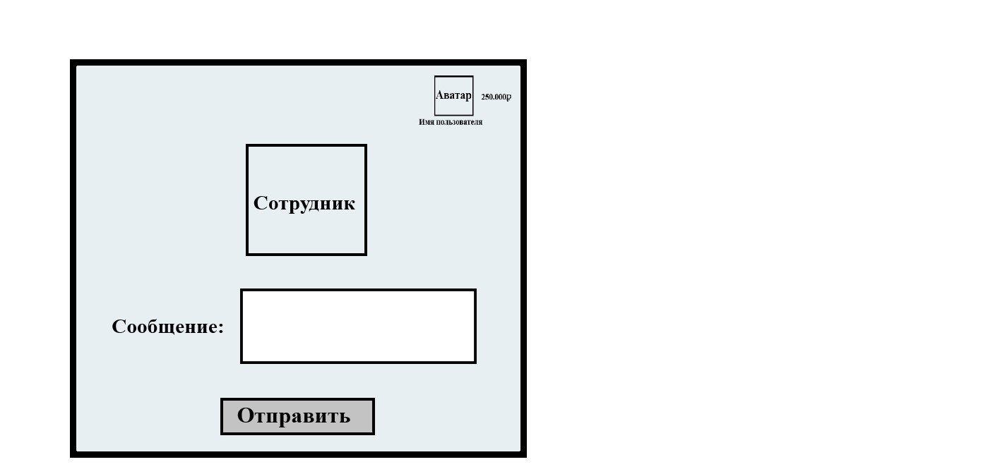 Аватар
250.000₽
Имя пользователя
Сотрудник
Сообщение:
Отправить